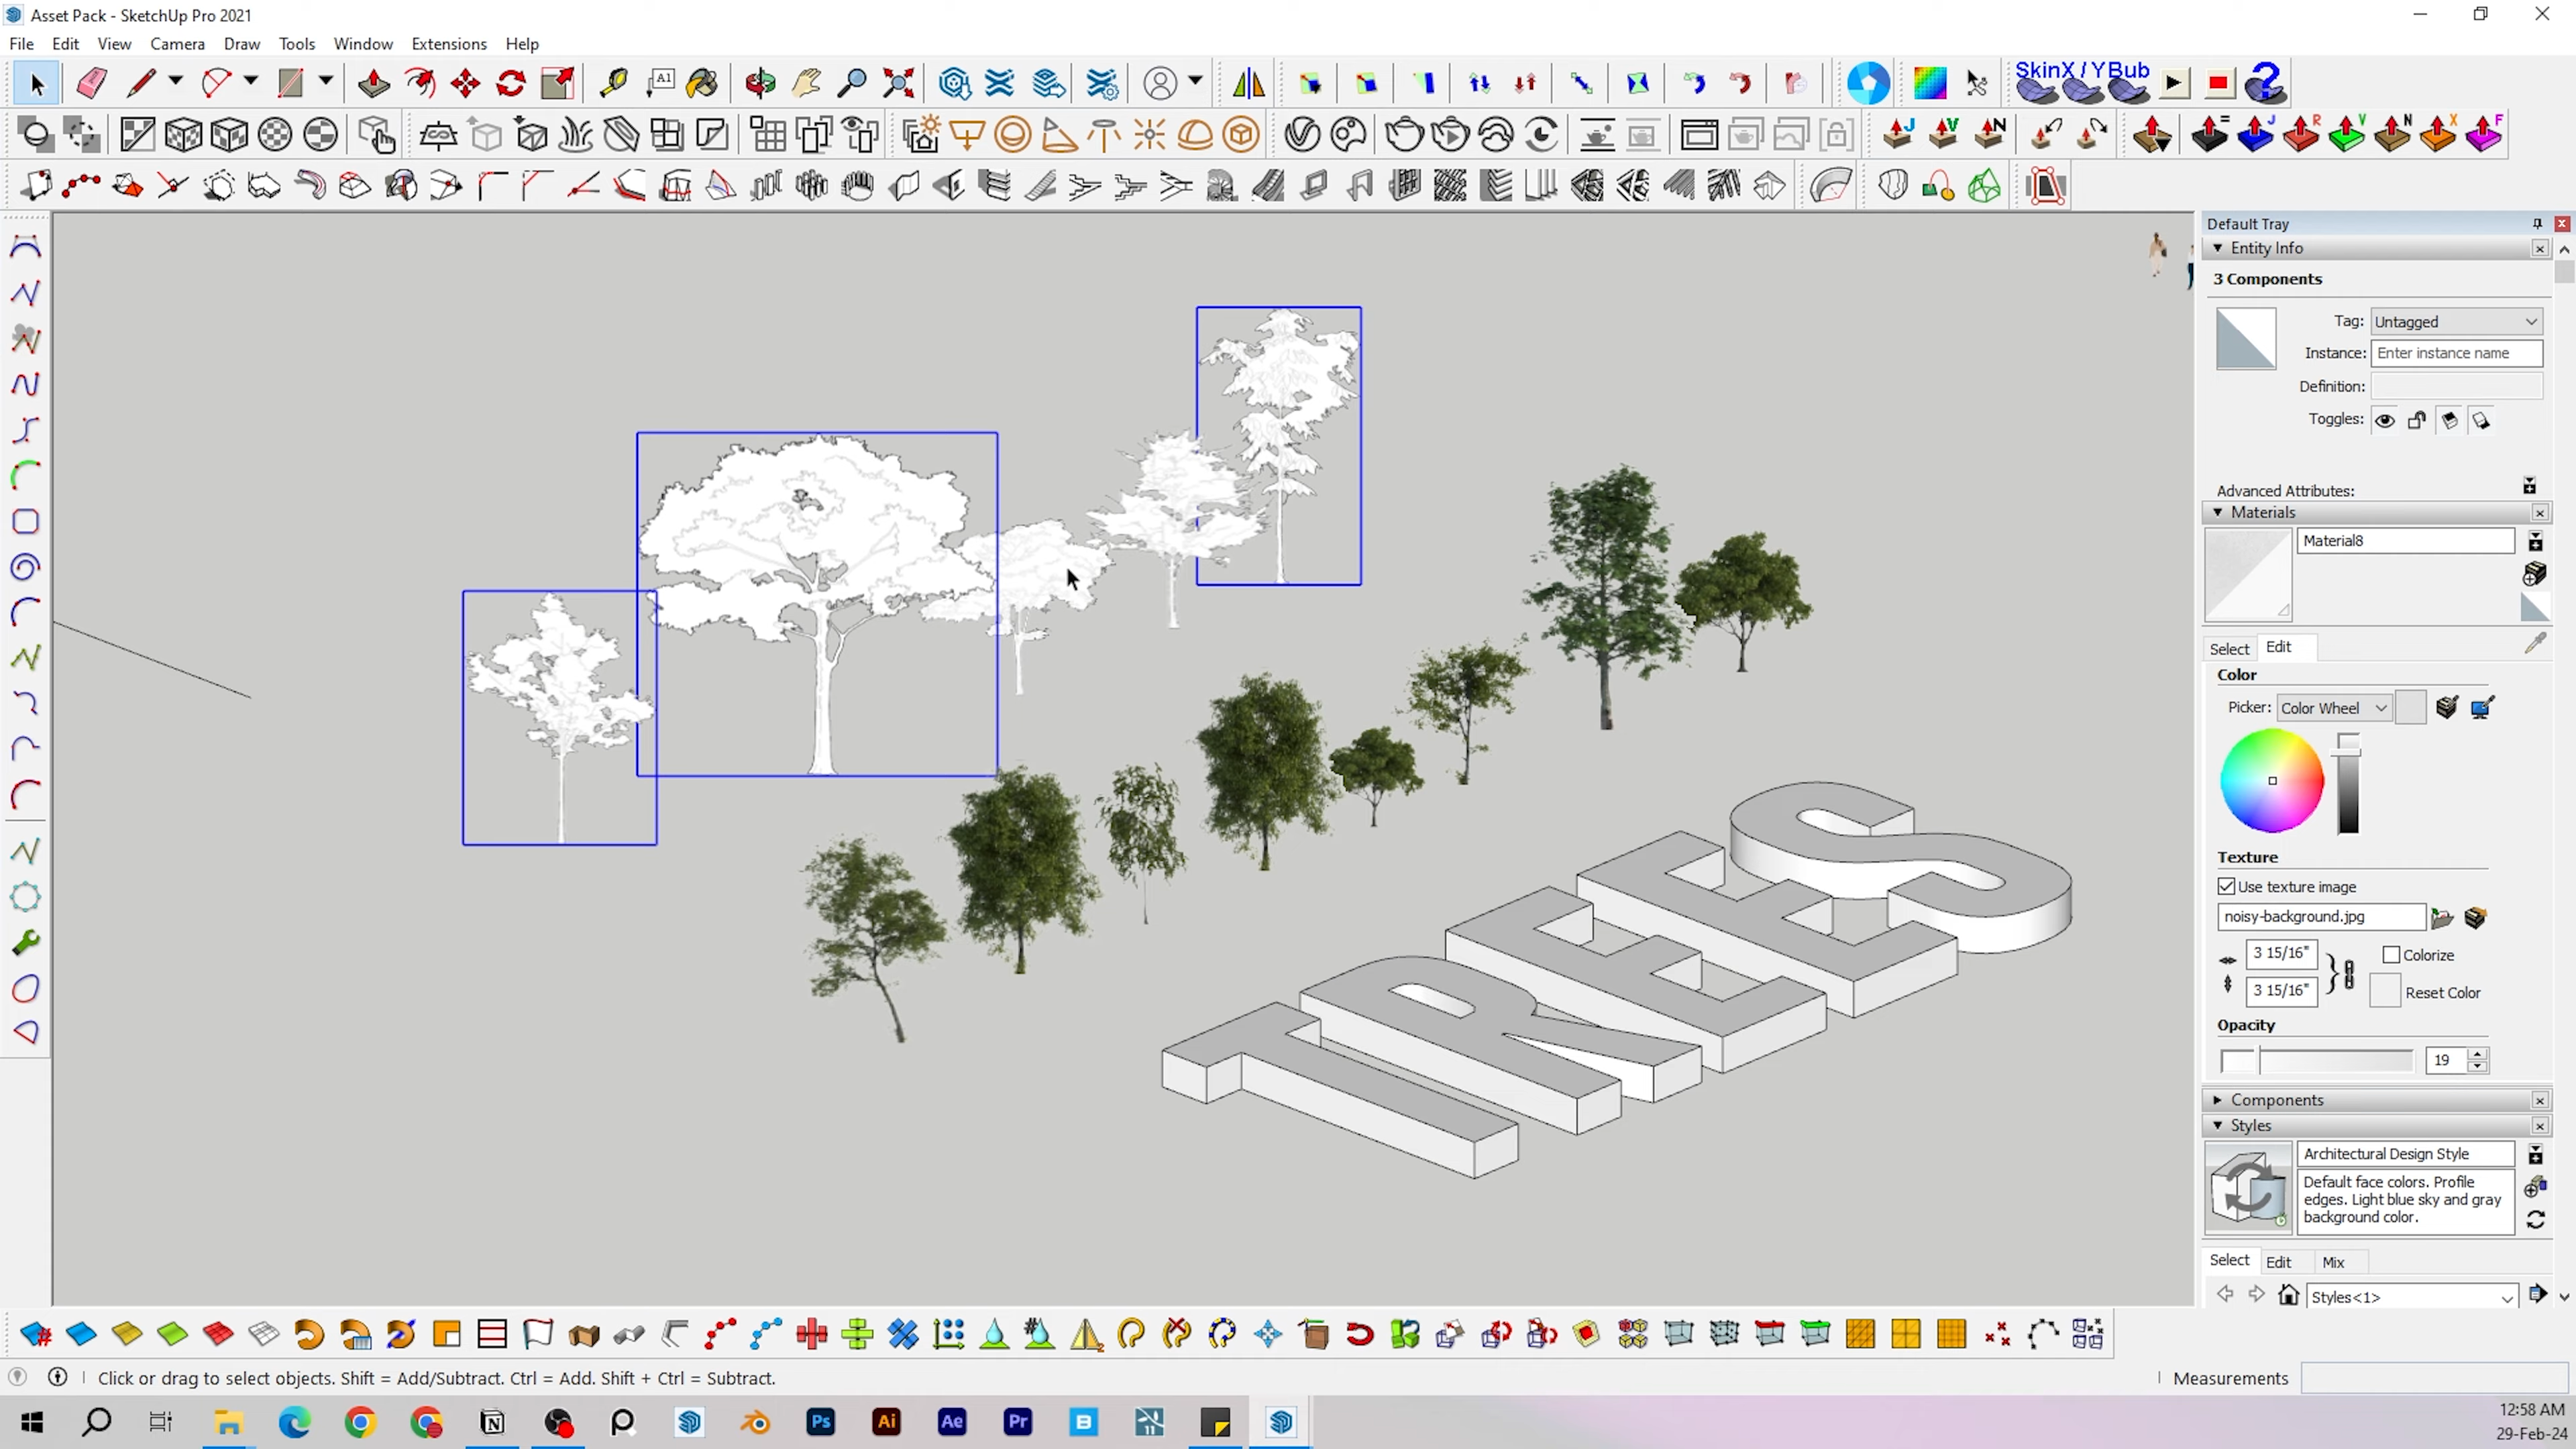 Asset Pack - SketchUp Pro 2021
File Edit View Camera Draw Tools Window Extensions Help
A1
SkinX / YBub
?
J V N = J R V N X F
Default Tray
Entity Info
3 Components
Tag: Untagged
Instance: Enter instance name
Definition:
Toggles:
Advanced Attributes:
Materials
Material8
Select Edit
Color
Picker: Color Wheel
Texture
Use texture image
noisy-background.jpg
3 15/16"
Colorize
3 15/16"
Reset Color
Opacity
19
Components
Styles
Architectural Design Style
Default face colors. Profile
edges. Light blue sky and gray
background color.
Select Edit Mix
Styles<1>
TREES
Click or drag to select objects. Shift = Add/Subtract. Ctrl = Add. Shift + Ctrl = Subtract.
Measurements
Ps Ai Ae Pr B
12:58 AM
29-Feb-24